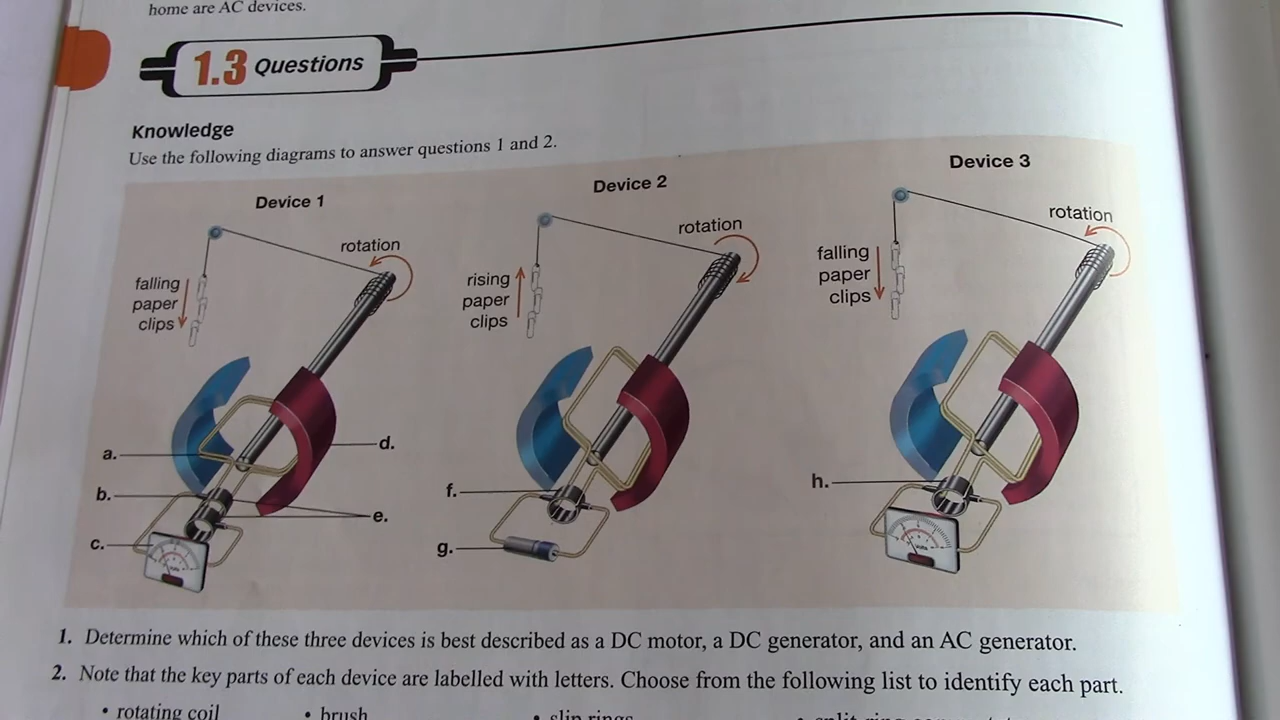 home are AC devices.
1.3 Questions
Knowledge
Use the following diagrams to answer questions 1 and 2.
Device 1
Device 2
Device 3
rotation
falling
paper
clips
a.
b.
c.
d.
e.
rotation
rising
paper
clips
f.
g.
rotation
falling
paper
clips
h.
1. Determine which of these three devices is best described as a DC motor, a DC generator, and an AC generator.
2. Note that the key parts of each device are labelled with letters. Choose from the following list to identify each part.
• rotating coil • brush • slip rings